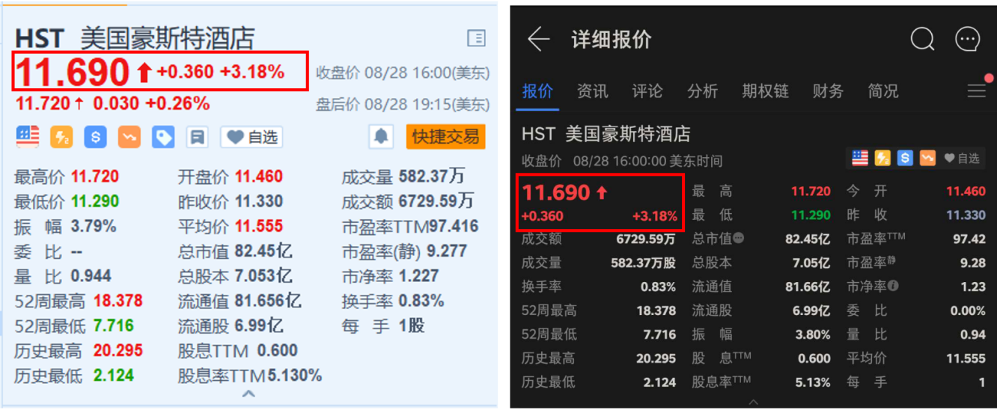 HST 美国豪斯特酒店
11.690 +0.360 +3.18% 收盘价 08/28 16:00(美东)
11.720↑ 0.030 +0.26% 盘后价 08/28 19:15(美东)
自选 快捷交易
最高价 11.720 开盘价 11.460 成交量 582.37万
最低价 11.290 昨收价 11.330 成交额 6729.59万
振 幅 3.79% 平均价 11.555 市盈率TTM97.416
委 比 -- 总市值 82.45亿 市盈率(静) 9.277
量 比 0.944 总股本 7.053亿 市净率 1.227
52周最高 18.378 流通值 81.656亿 换手率 0.83%
52周最低 7.716 流通股 6.99亿 每 手 1股
历史最高 20.295 股息TTM 0.600
历史最低 2.124 股息率TTM5.130%
详细报价
报价 资讯 评论 分析 期权链 财务 简况
HST 美国豪斯特酒店
收盘价 08/28 16:00:00 美东时间 自选
11.690 最 高 11.720 今 开 11.460
+0.360 +3.18% 最 低 11.290 昨 收 11.330
成交额 6729.59万 总市值 82.45亿 市盈率TTM 97.42
成交量 582.37万股 总股本 7.05亿 市盈率静 9.28
换手率 0.83% 流通值 81.66亿 市净率 1.23
52周最高 18.378 流通股 6.99亿 委 比 0.00%
52周最低 7.716 振 幅 3.80% 量 比 0.94
历史最高 20.295 股 息TTM 0.600 平均价 11.555
历史最低 2.124 股息率TTM 5.13% 每 手 1